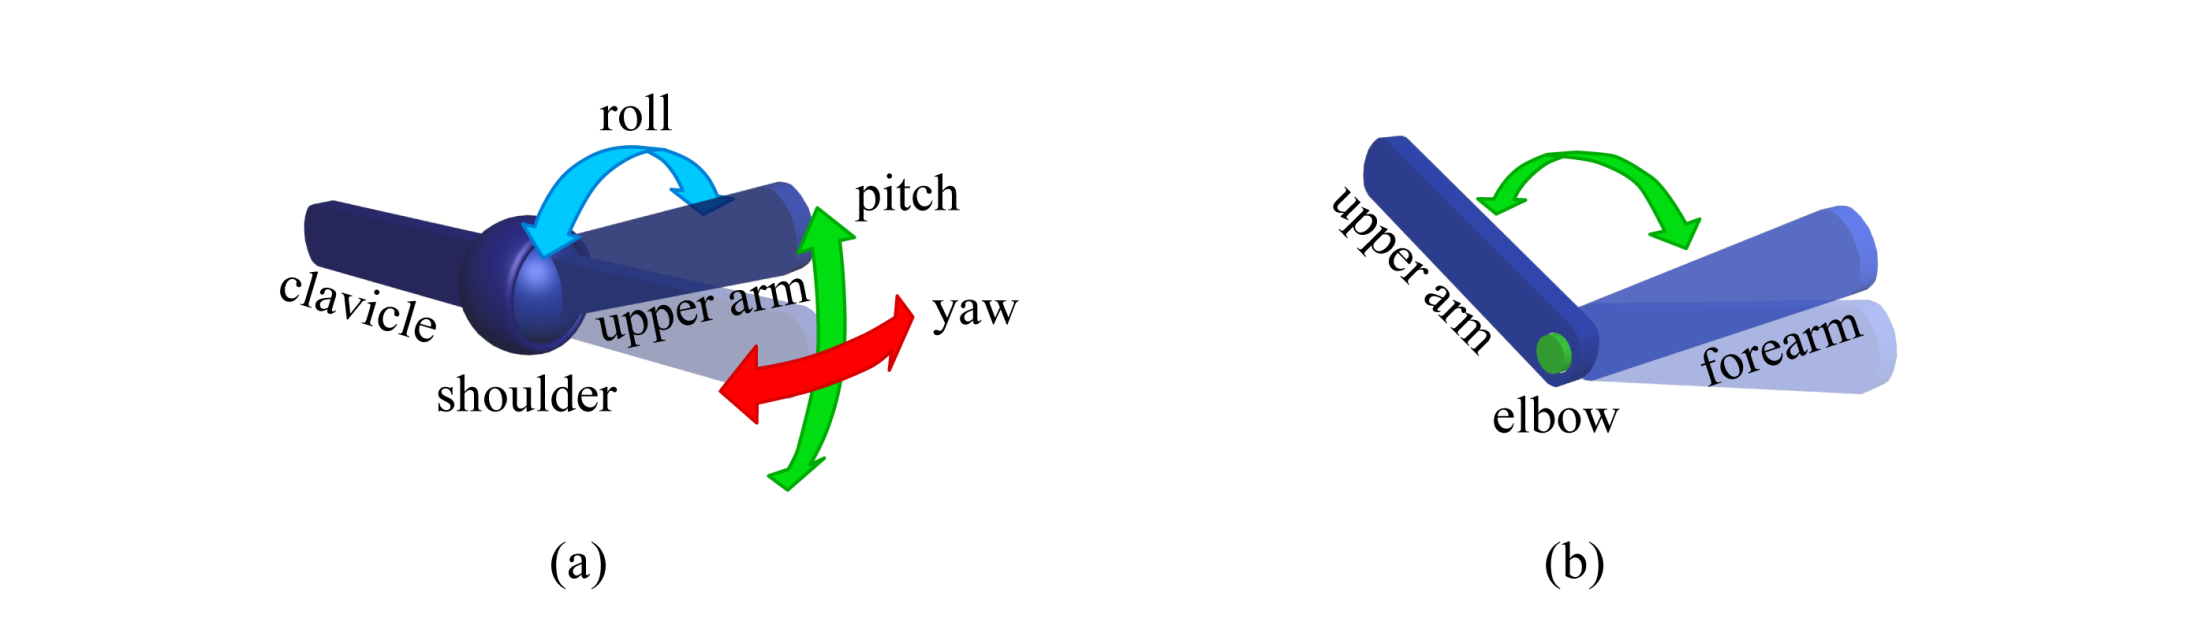 roll
pitch
clavicle
upper arm
yaw
shoulder
(a)
upper arm
forearm
elbow
(b)